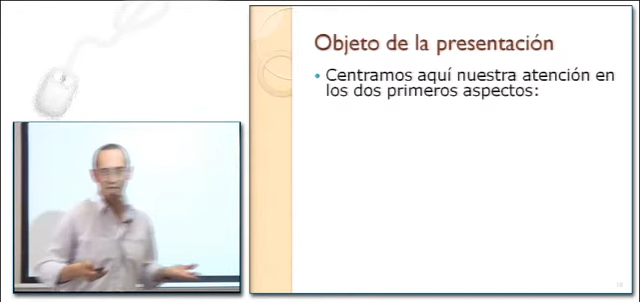 Objeto de la presentación
• Centramos aquí nuestra atención en
los dos primeros aspectos: